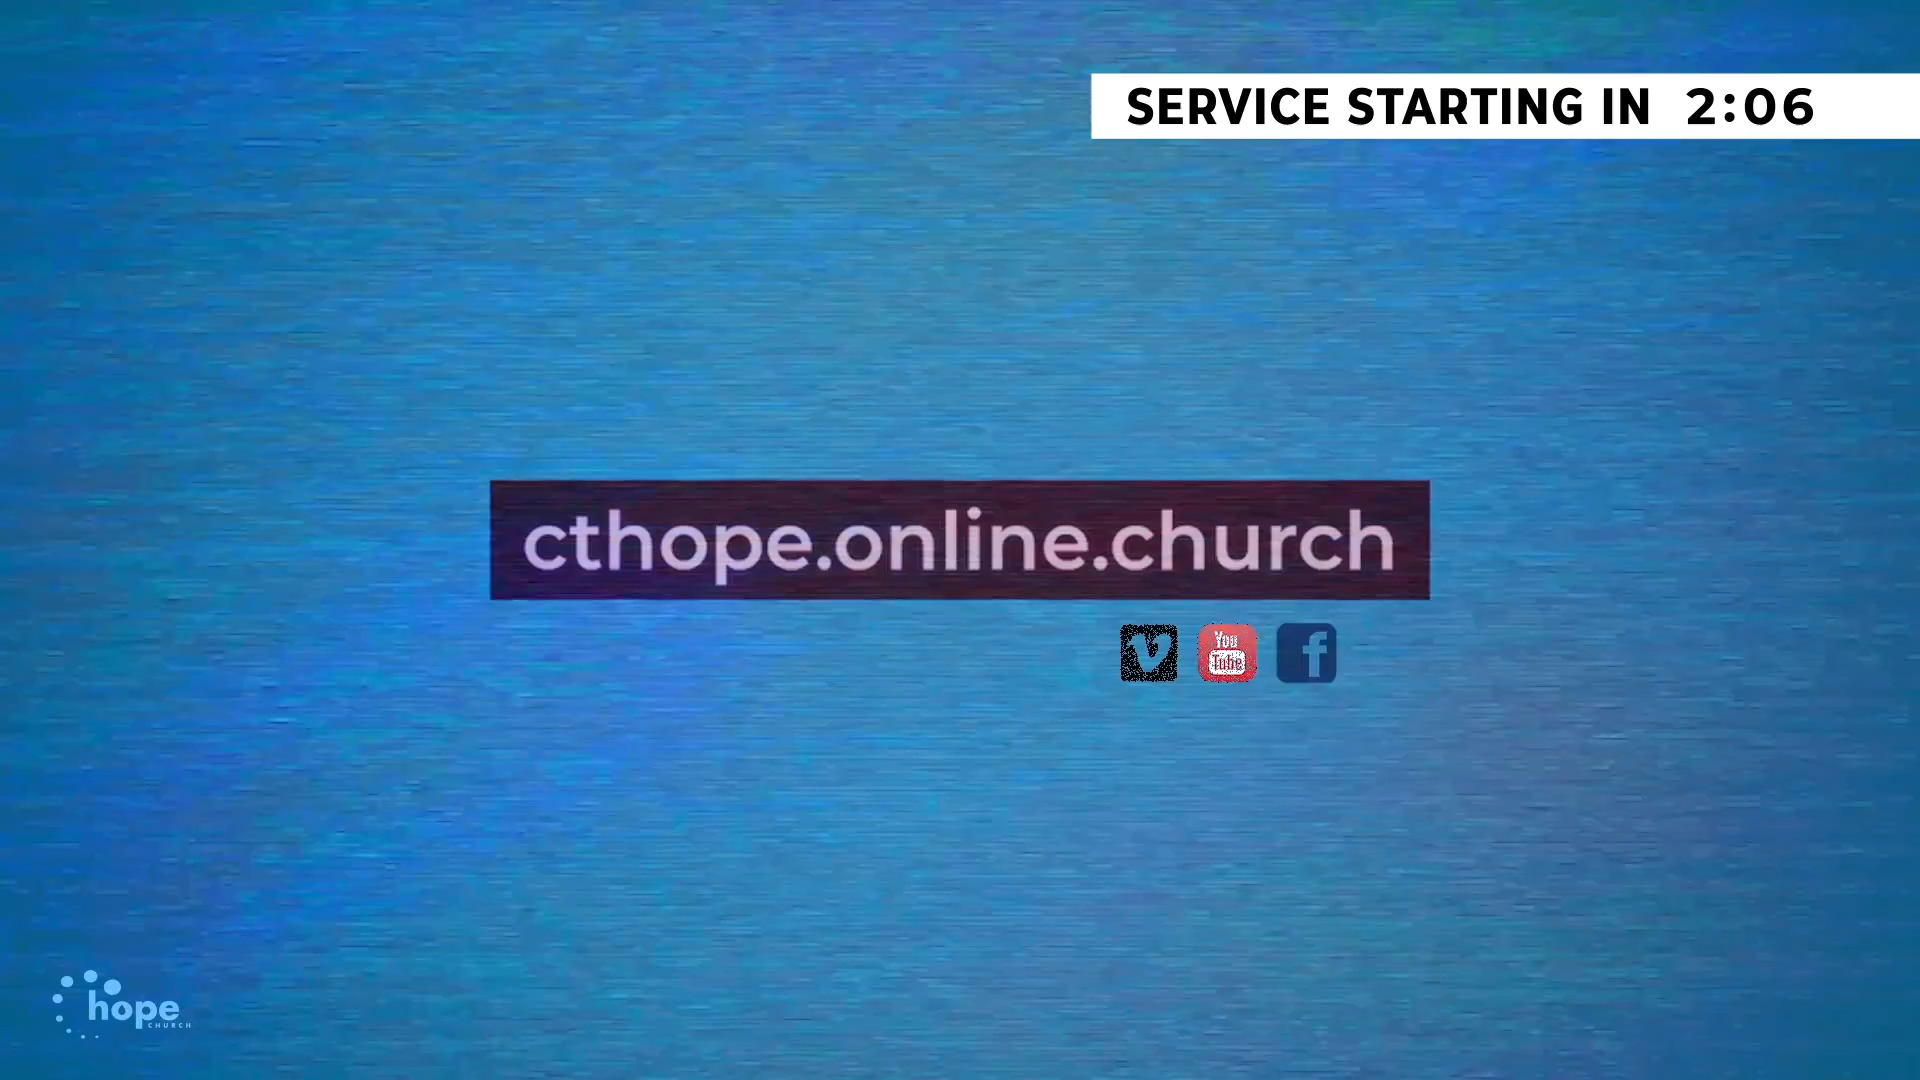 SERVICE STARTING IN 2:06
cthope.online.church
You
Tube
hope
CHURCH